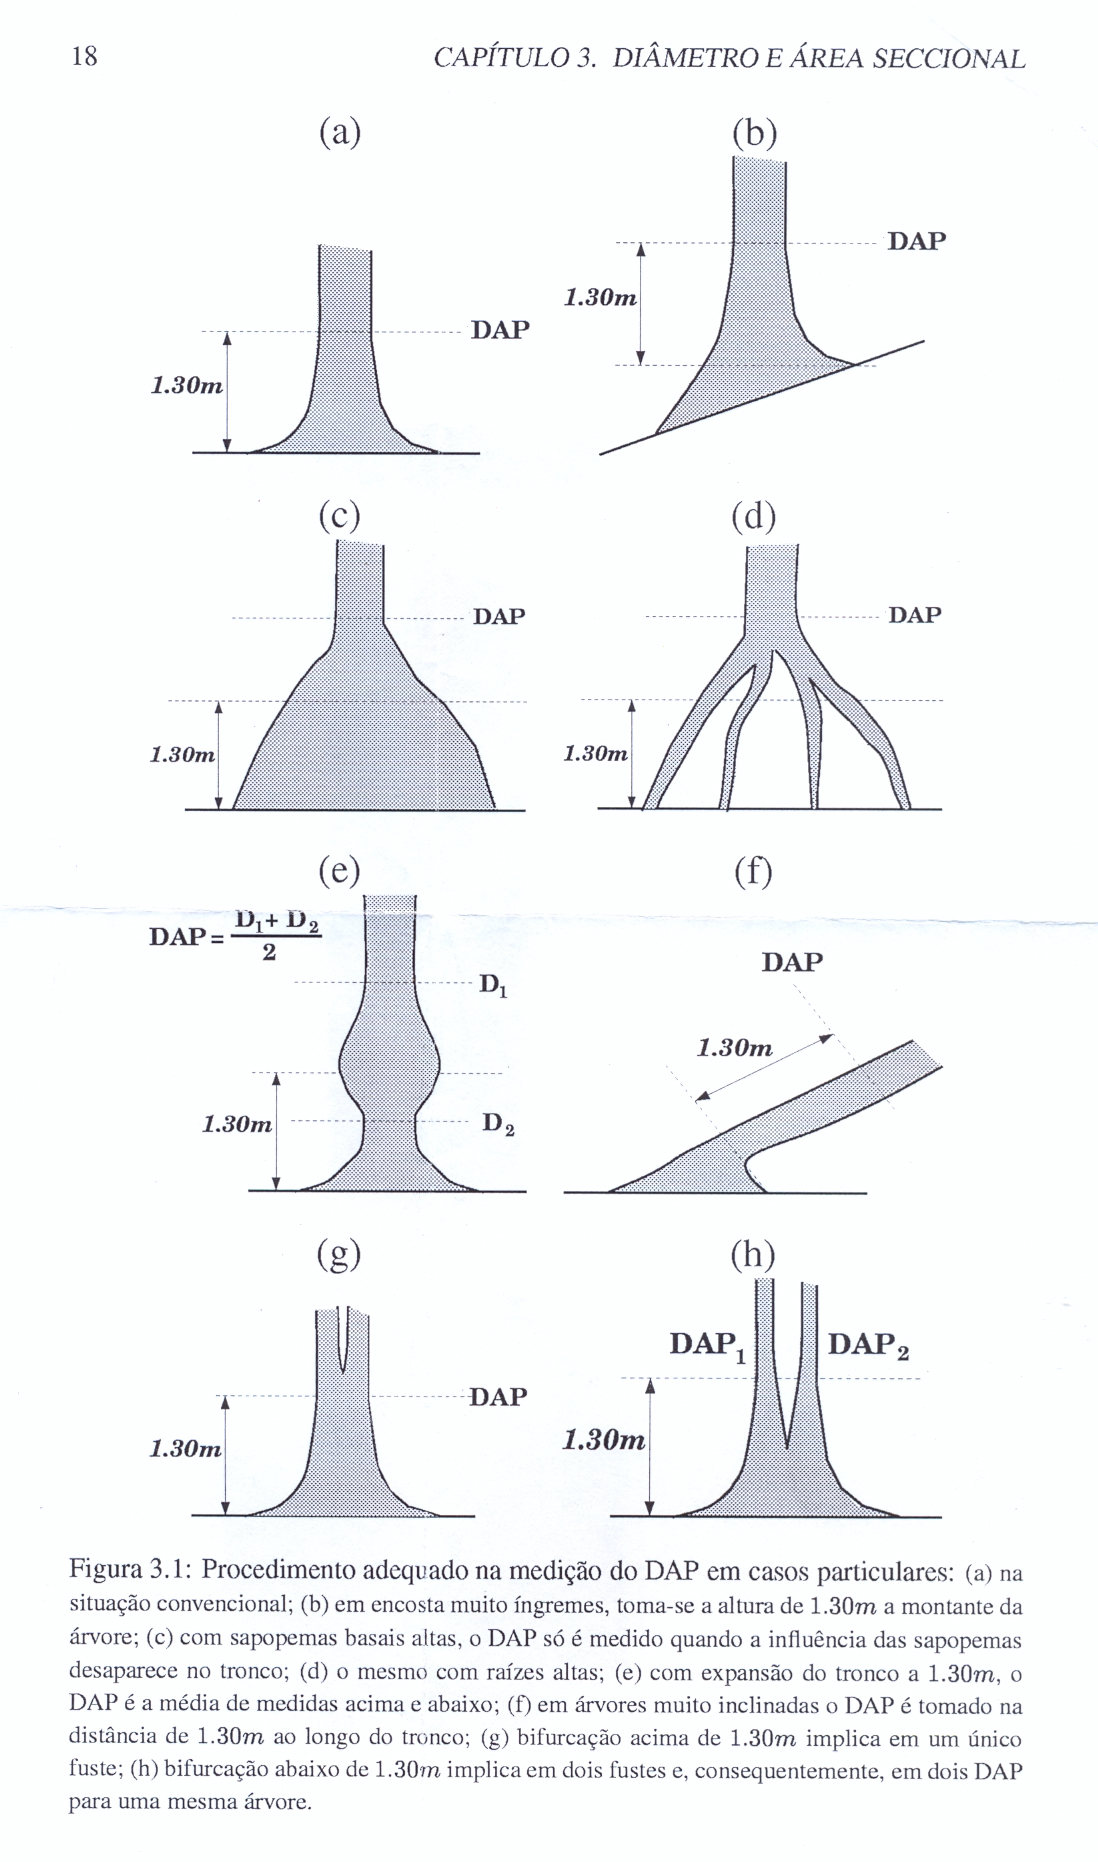 18 CAPÍTULO 3. DIÂMETRO E ÁREA SECCIONAL
(a)
DAP
1.30m
(b)
DAP
1.30m
(c)
DAP
1.30m
(d)
DAP
1.30m
(e)
DAP = D1 + D2 / 2
D1
1.30m
D2
(f)
DAP
1.30m
(g)
DAP
1.30m
(h)
DAP1 DAP2
1.30m
Figura 3.1: Procedimento adequado na medição do DAP em casos particulares: (a) na
situação convencional; (b) em encosta muito íngremes, toma-se a altura de 1.30m a montante da
árvore; (c) com sapopemas basais altas, o DAP só é medido quando a influência das sapopemas
desaparece no tronco; (d) o mesmo com raízes altas; (e) com expansão do tronco a 1.30m, o
DAP é a média de medidas acima e abaixo; (f) em árvores muito inclinadas o DAP é tomado na
distância de 1.30m ao longo do tronco; (g) bifurcação acima de 1.30m implica em um único
fuste; (h) bifurcação abaixo de 1.30m implica em dois fustes e, consequentemente, em dois DAP
para uma mesma árvore.